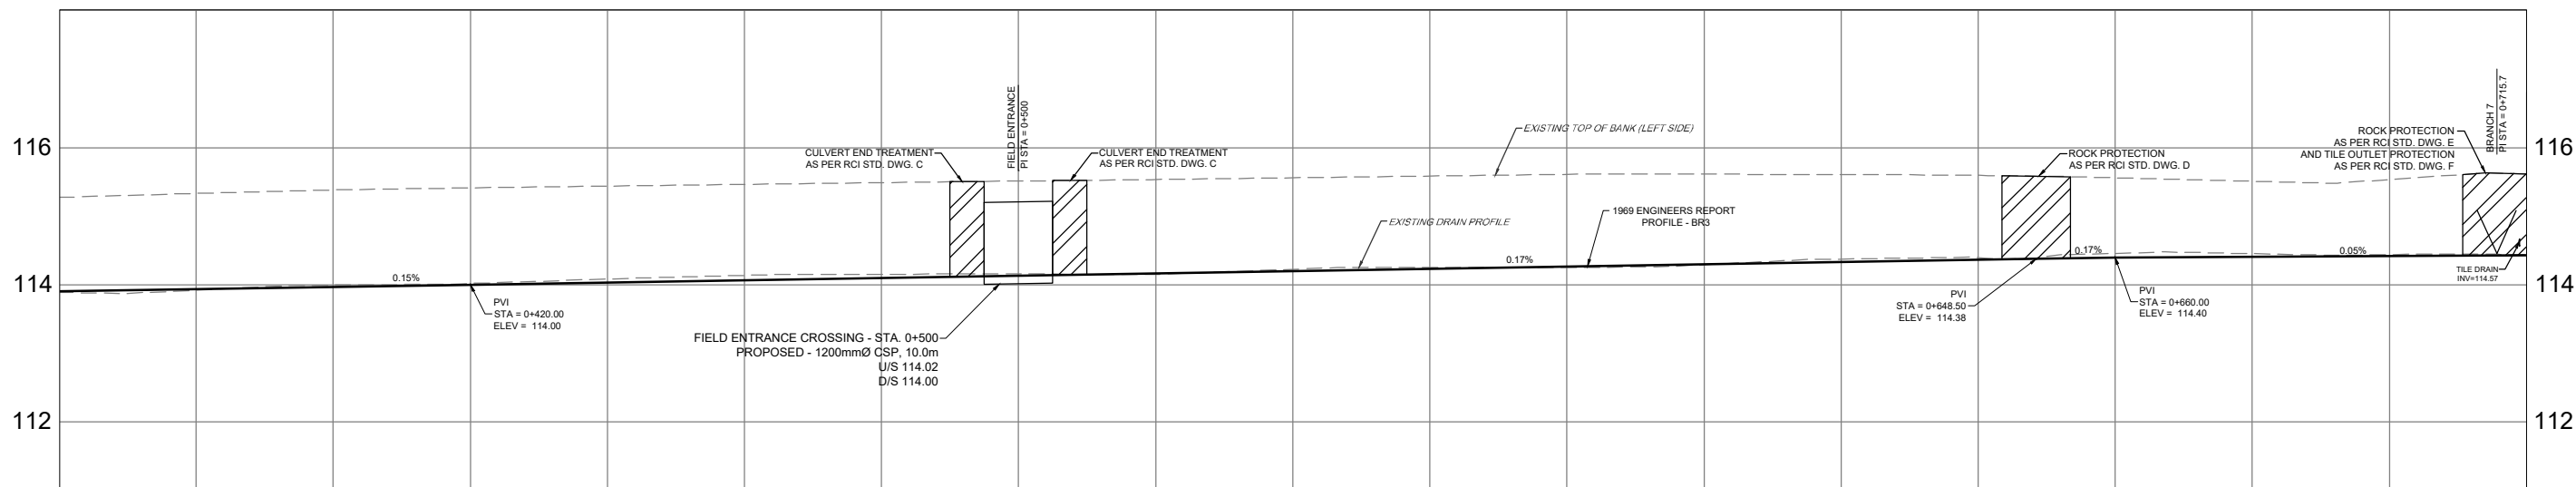 116
114
112
116
114
112
0.15%
PVI
STA = 0+420.00
ELEV = 114.00
CULVERT END TREATMENT
AS PER RCI STD. DWG. C
FIELD ENTRANCE
PI STA = 0+500
CULVERT END TREATMENT
AS PER RCI STD. DWG. C
FIELD ENTRANCE CROSSING - STA. 0+500
PROPOSED - 1200mmØ CSP, 10.0m
U/S 114.02
D/S 114.00
EXISTING TOP OF BANK (LEFT SIDE)
EXISTING DRAIN PROFILE
1969 ENGINEERS REPORT
PROFILE - BR3
0.17%
PVI
STA = 0+648.50
ELEV = 114.38
ROCK PROTECTION
AS PER RCI STD. DWG. D
0.17%
PVI
STA = 0+660.00
ELEV = 114.40
0.05%
ROCK PROTECTION
AS PER RCI STD. DWG. E
AND TILE OUTLET PROTECTION
AS PER RCI STD. DWG. F
BRANCH 7
PI STA = 0+715.7
TILE DRAIN
INV=114.57